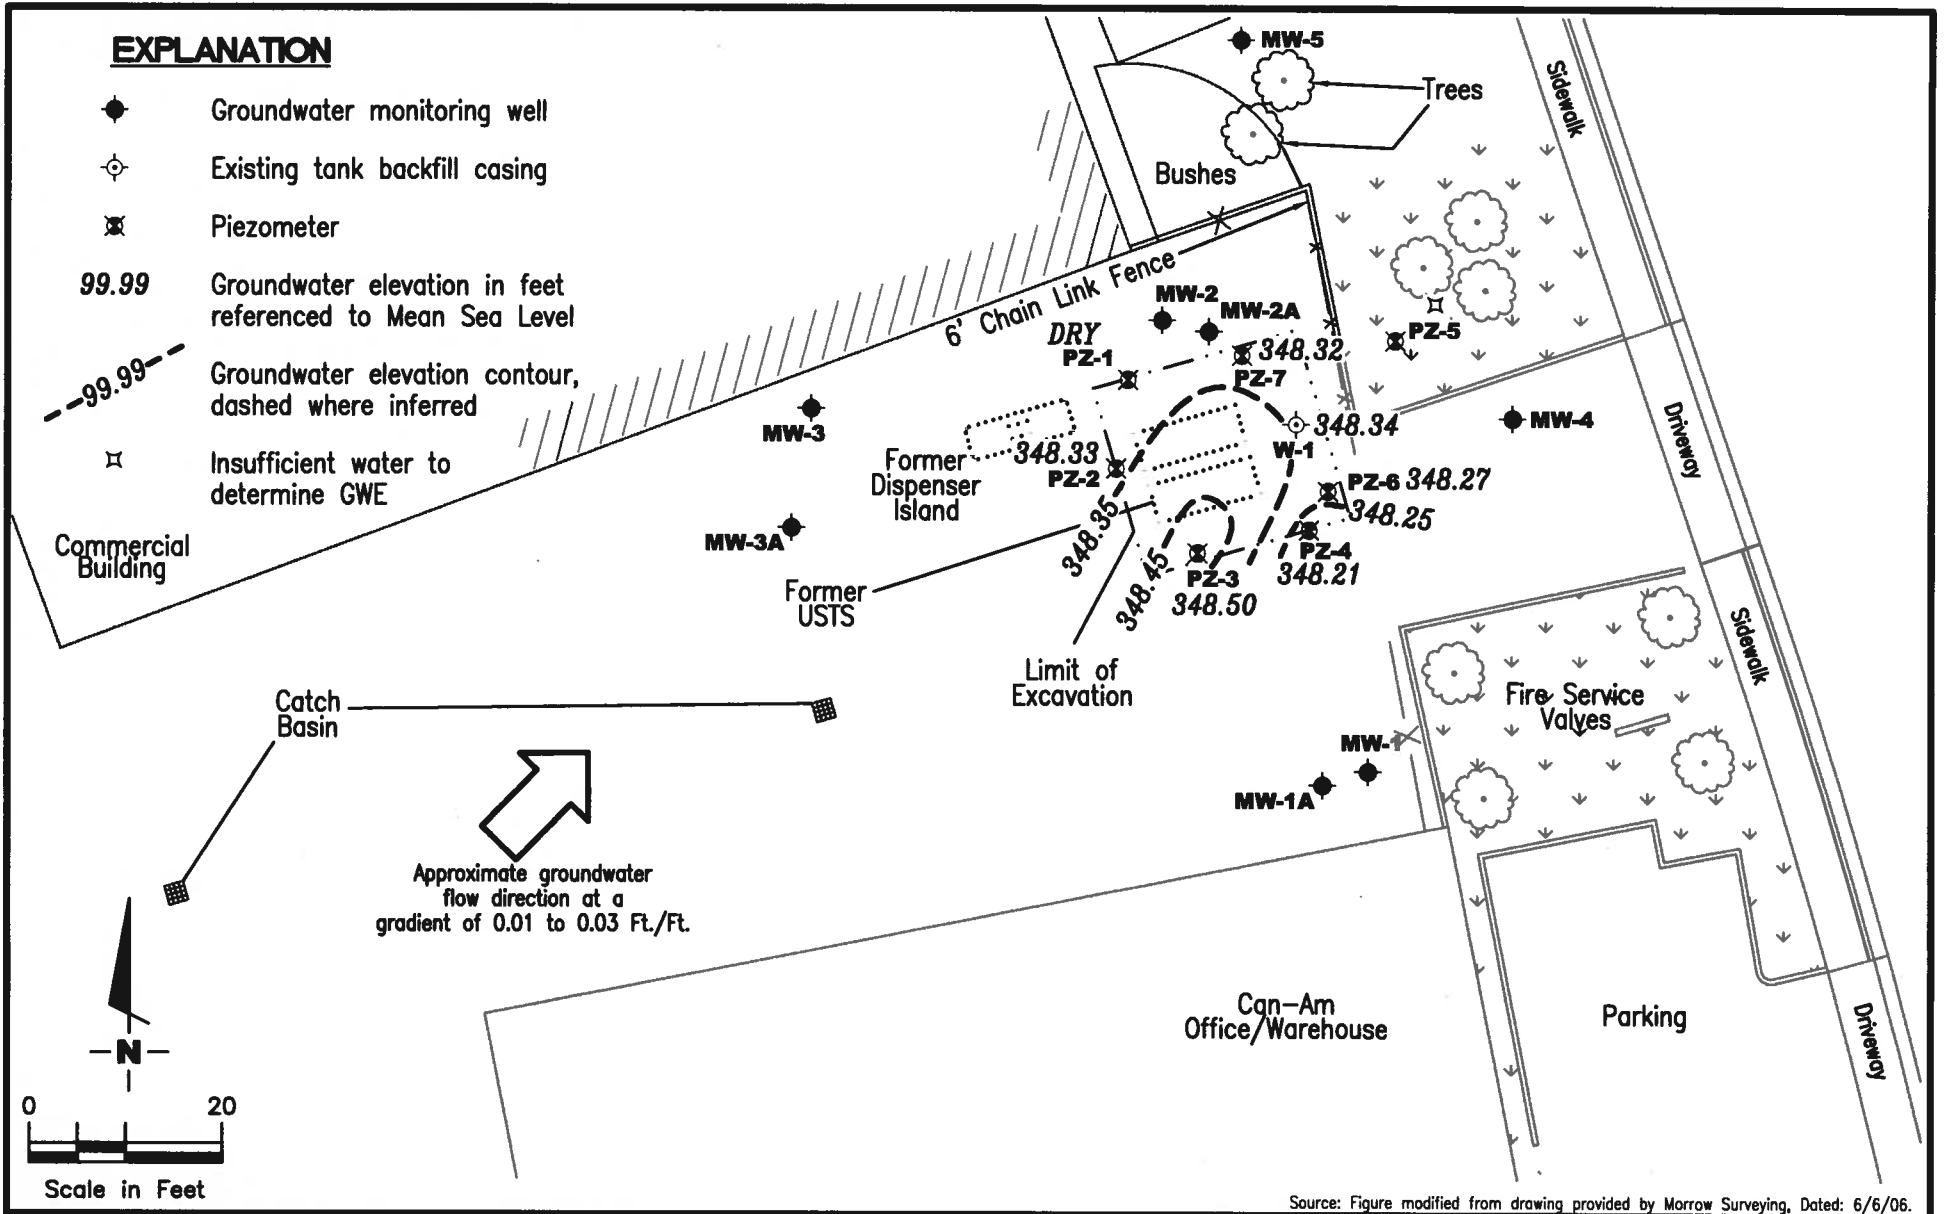 EXPLANATION
Groundwater monitoring well
Existing tank backfill casing
Piezometer
99.99
Groundwater elevation in feet
referenced to Mean Sea Level
99.99
Groundwater elevation contour,
dashed where inferred
Insufficient water to
determine GWE
Commercial
Building
MW-5
Trees
Sidewalk
Bushes
6' Chain Link Fence
MW-2
MW-2A
DRY
PZ-1
348.32
PZ-7
PZ-5
MW-3
348.34
W-1
MW-4
Driveway
Former
Dispenser
Island
348.33
PZ-2
PZ-6 348.27
348.25
348.35
MW-3A
PZ-4
348.21
348.45
PZ-3
348.50
Former
USTS
Limit of
Excavation
Sidewalk
Fire Service
Valves
Catch
Basin
MW-1
MW-1A
Approximate groundwater
flow direction at a
gradient of 0.01 to 0.03 Ft./Ft.
N
Can-Am
Office/Warehouse
Parking
Driveway
0 20
Scale in Feet
Source: Figure modified from drawing provided by Morrow Surveying, Dated: 6/6/06.